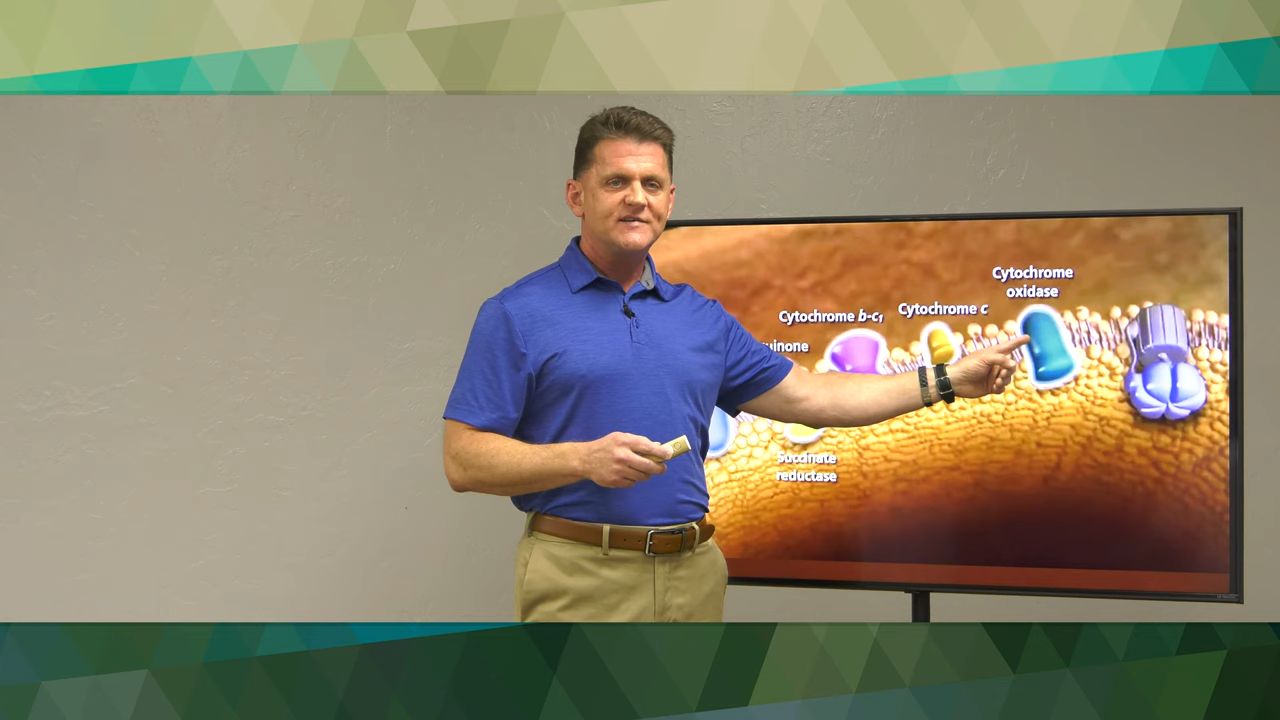 Cytochrome
oxidase
Cytochrome b-c₁
Cytochrome c
Succinate
reductase